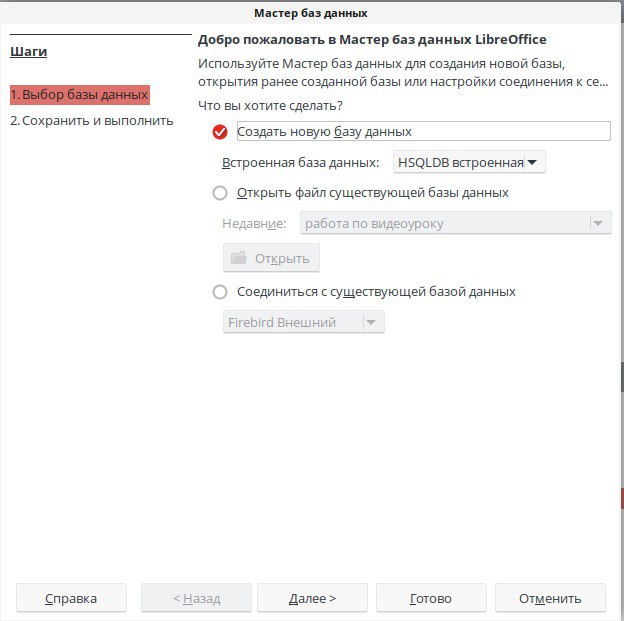 Мастер баз данных
Шаги
1. Выбор базы данных
2. Сохранить и выполнить
Добро пожаловать в Мастер баз данных LibreOffice
Используйте Мастер баз данных для создания новой базы,
открытия ранее созданной базы или настройки соединения к се...
Что вы хотите сделать?
Создать новую базу данных
Встроенная база данных: HSQLDB встроенная
Открыть файл существующей базы данных
Недавние: работа по видеоуроку
Открыть
Соединиться с существующей базой данных
Firebird Внешний
Справка < Назад Далее > Готово Отменить